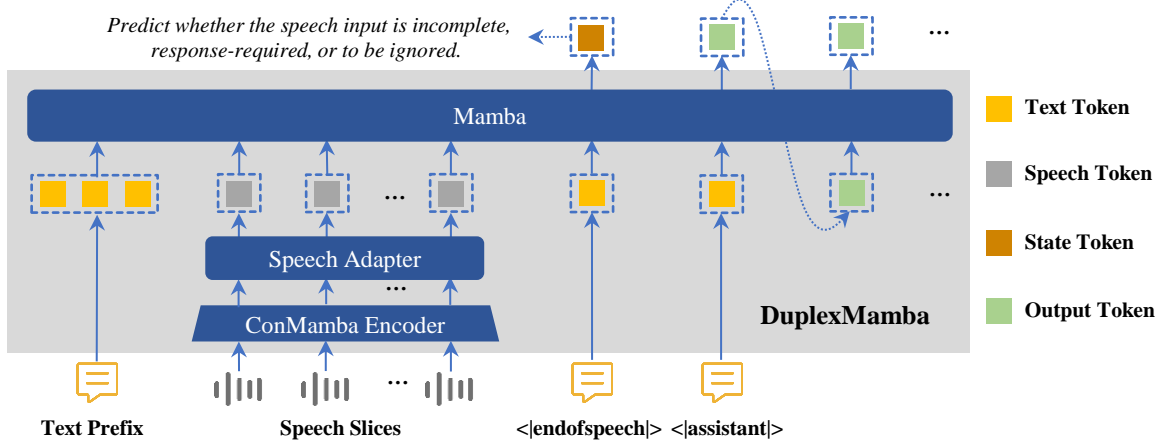 Predict whether the speech input is incomplete,
response-required, or to be ignored.
...
Mamba
Text Token
Speech Token
...
...
State Token
Speech Adapter
...
ConMamba Encoder
DuplexMamba
Output Token
...
Text Prefix
Speech Slices
<|endofspeech|>
<|assistant|>